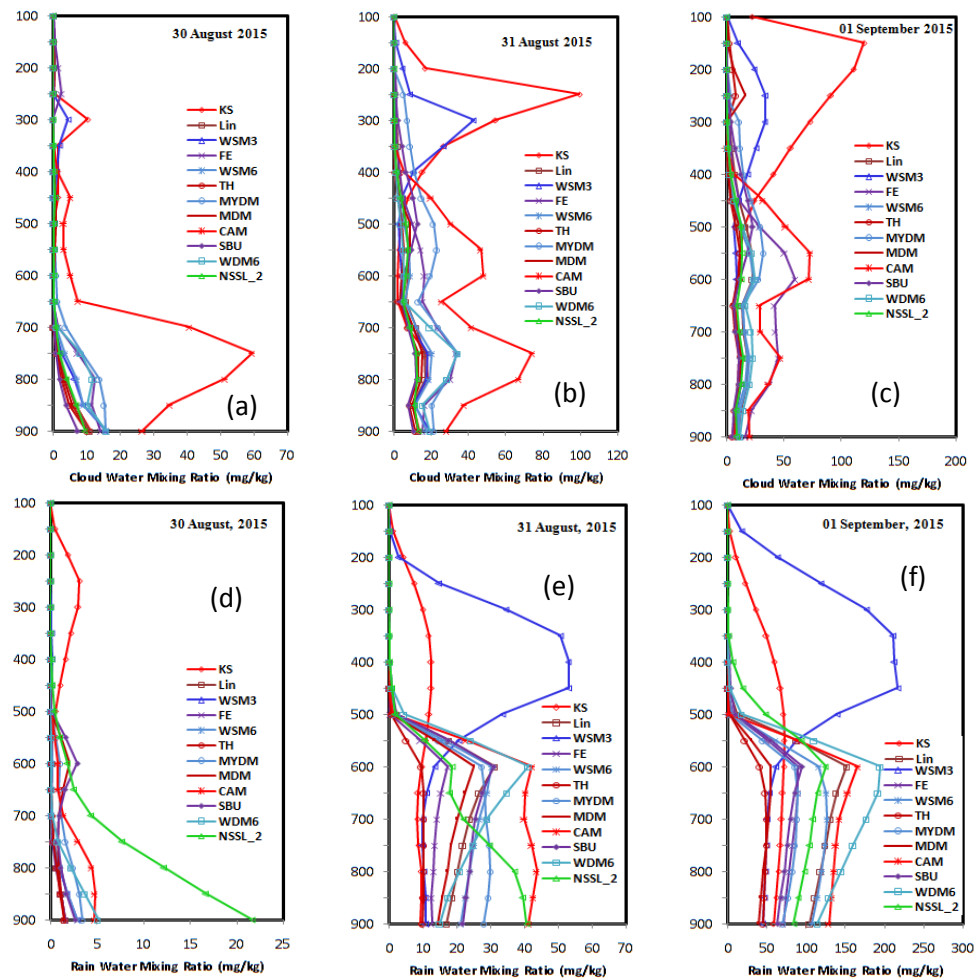 30 August 2015
100
200
300
400
500
600
700
800
900
KS
Lin
WSM3
FE
WSM6
TH
MYDM
MDM
CAM
SBU
WDM6
NSSL_2
(a)
0 10 20 30 40 50 60 70
Cloud Water Mixing Ratio (mg/kg)
31 August 2015
100
200
300
400
500
600
700
800
900
KS
Lin
WSM3
FE
WSM6
TH
MYDM
MDM
CAM
SBU
WDM6
NSSL_2
(b)
0 20 40 60 80 100 120
Cloud Water Mixing Ratio (mg/kg)
01 September 2015
100
200
300
400
500
600
700
800
900
KS
Lin
WSM3
FE
WSM6
TH
MYDM
MDM
CAM
SBU
WDM6
NSSL_2
(c)
0 50 100 150 200
Cloud Water Mixing Ratio (mg/kg)
30 August, 2015
100
200
300
400
500
600
700
800
900
(d)
KS
Lin
WSM3
FE
WSM6
TH
MYDM
MDM
CAM
SBU
WDM6
NSSL_2
0 5 10 15 20 25
Rain Water Mixing Ratio (mg/kg)
31 August, 2015
100
200
300
400
500
600
700
800
900
(e)
KS
Lin
WSM3
FE
WSM6
TH
MYDM
MDM
CAM
SBU
WDM6
NSSL_2
0 10 20 30 40 50 60 70
Rain Water Mixing Ratio (mg/kg)
01 September, 2015
100
200
300
400
500
600
700
800
900
(f)
KS
Lin
WSM3
FE
WSM6
TH
MYDM
MDM
CAM
SBU
WDM6
NSSL_2
0 50 100 150 200 250 300
Rain Water Mixing Ratio (mg/kg)